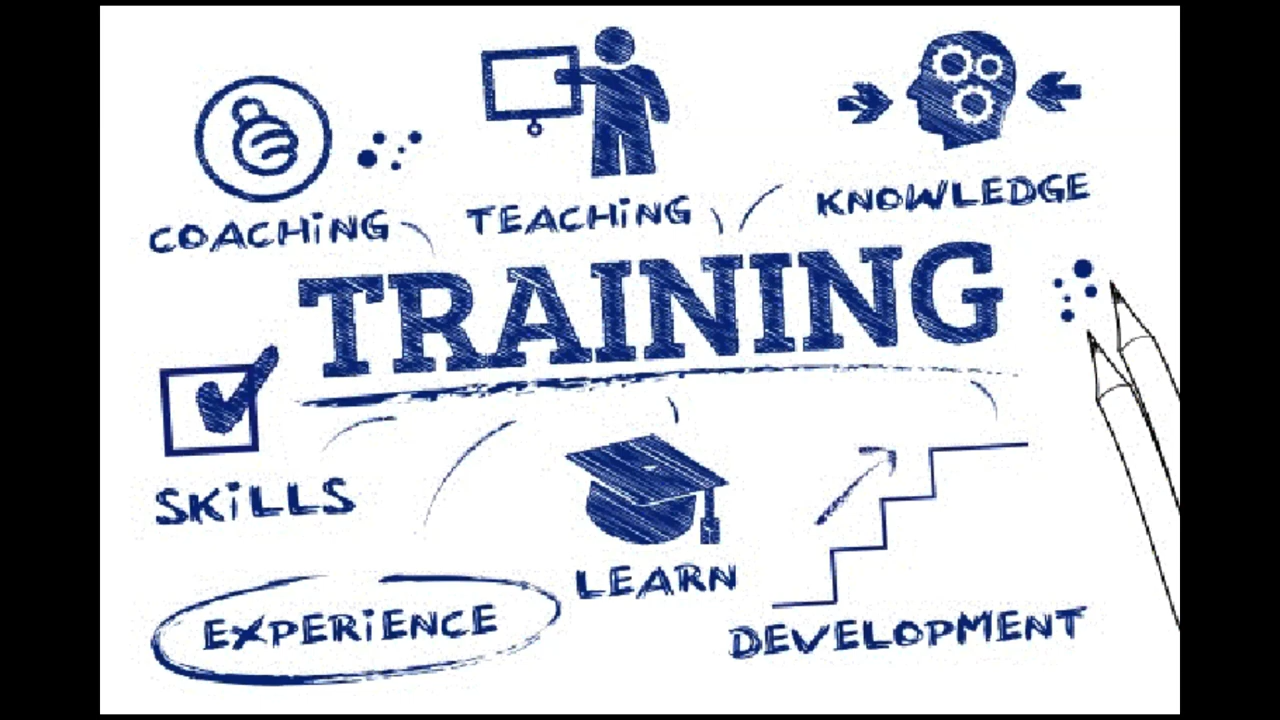 COACHiNG
TEACHiNG
KNOWLEDGE
TRAINING
SKiLLS
LEARN
EXPERiENCE
DEVELOPMENT